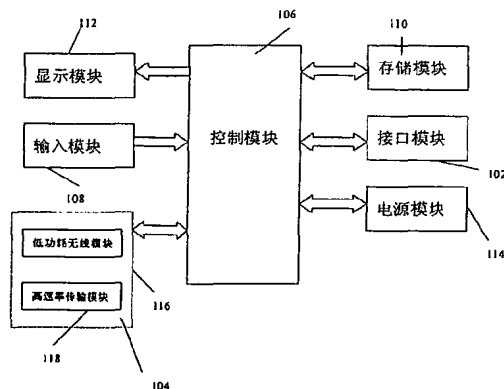 112
106
110
显示模块
存储模块
输入模块
控制模块
接口模块
108
102
电源模块
低功耗无线模块
114
116
高速率传输模块
118
104